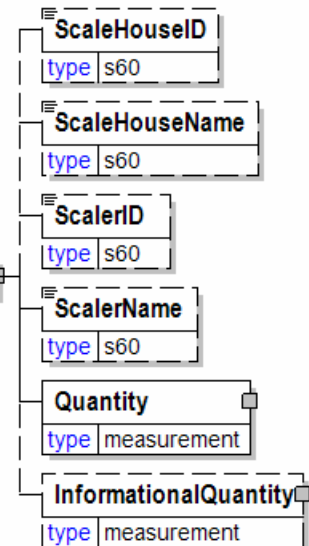 ScaleHouseID
type s60
ScaleHouseName
type s60
ScalerID
type s60
ScalerName
type s60
Quantity
type measurement
InformationalQuantity
type measurement